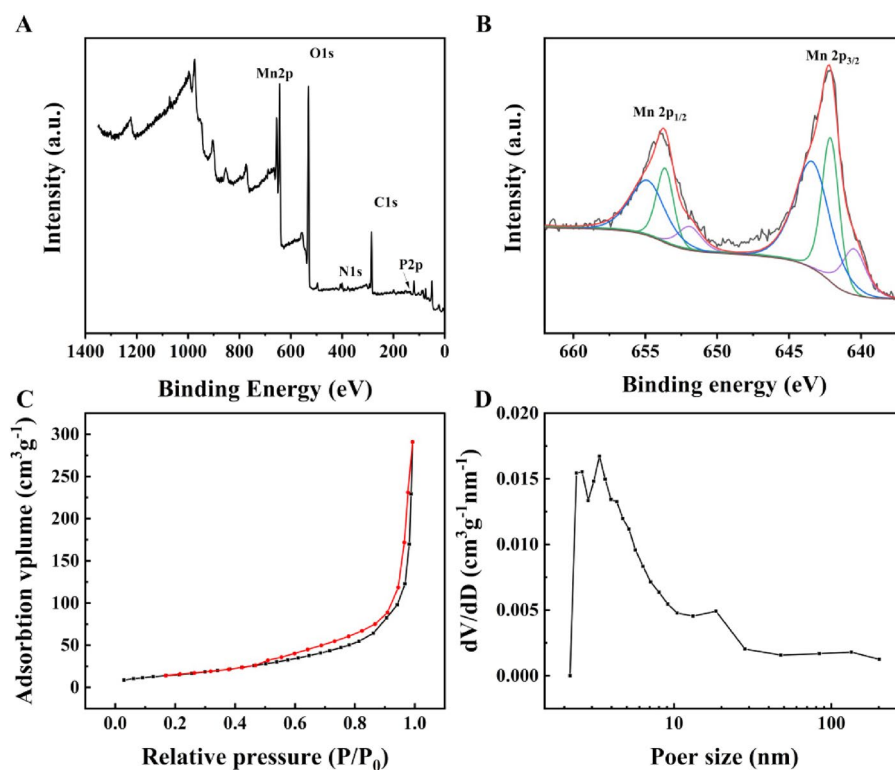 A
Intensity (a.u.)
O1s
Mn2p
C1s
N1s
P2p
1400 1200 1000 800 600 400 200 0
Binding Energy (eV)
B
Intensity (a.u.)
Mn 2p3/2
Mn 2p1/2
660 655 650 645 640
Binding energy (eV)
C
Adsorbtion vplume (cm³g⁻¹)
300
250
200
150
100
50
0
0.0 0.2 0.4 0.6 0.8 1.0
Relative pressure (P/P0)
D
dV/dD (cm³g⁻¹nm⁻¹)
0.020
0.015
0.010
0.005
0.000
10 100
Poer size (nm)